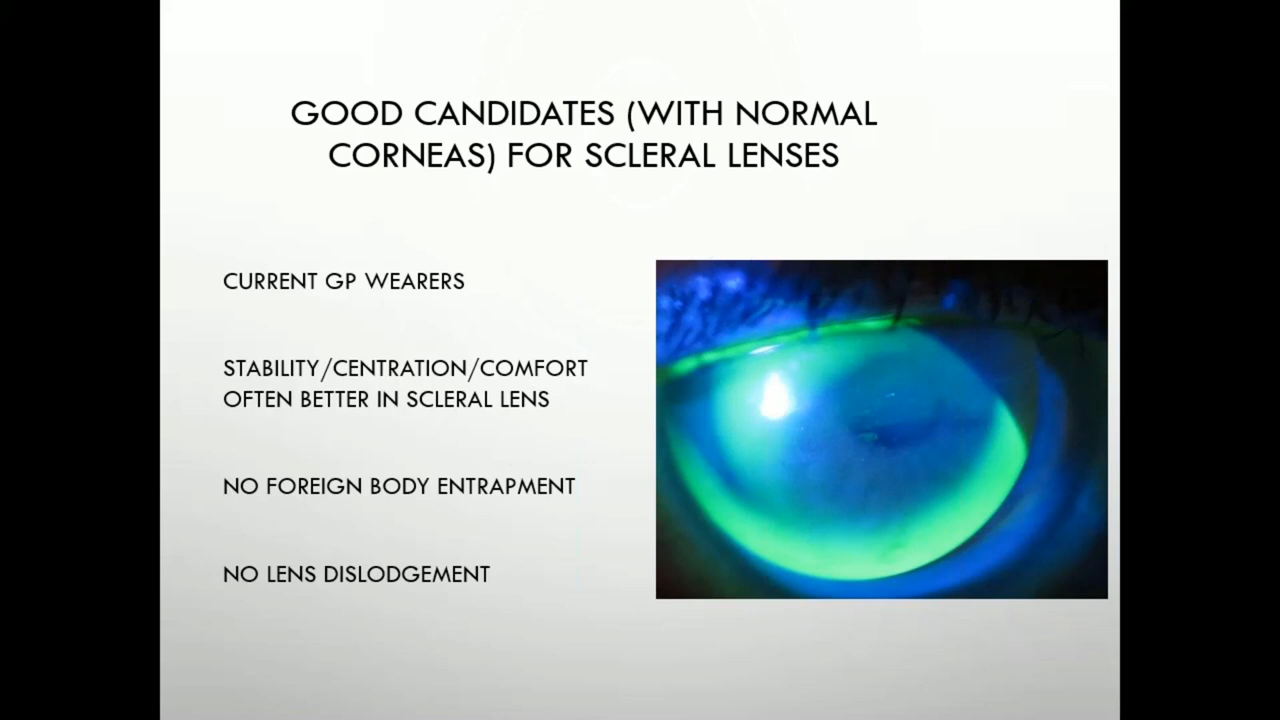 GOOD CANDIDATES (WITH NORMAL
CORNEAS) FOR SCLERAL LENSES
CURRENT GP WEARERS
STABILITY/CENTRATION/COMFORT
OFTEN BETTER IN SCLERAL LENS
NO FOREIGN BODY ENTRAPMENT
NO LENS DISLODGEMENT